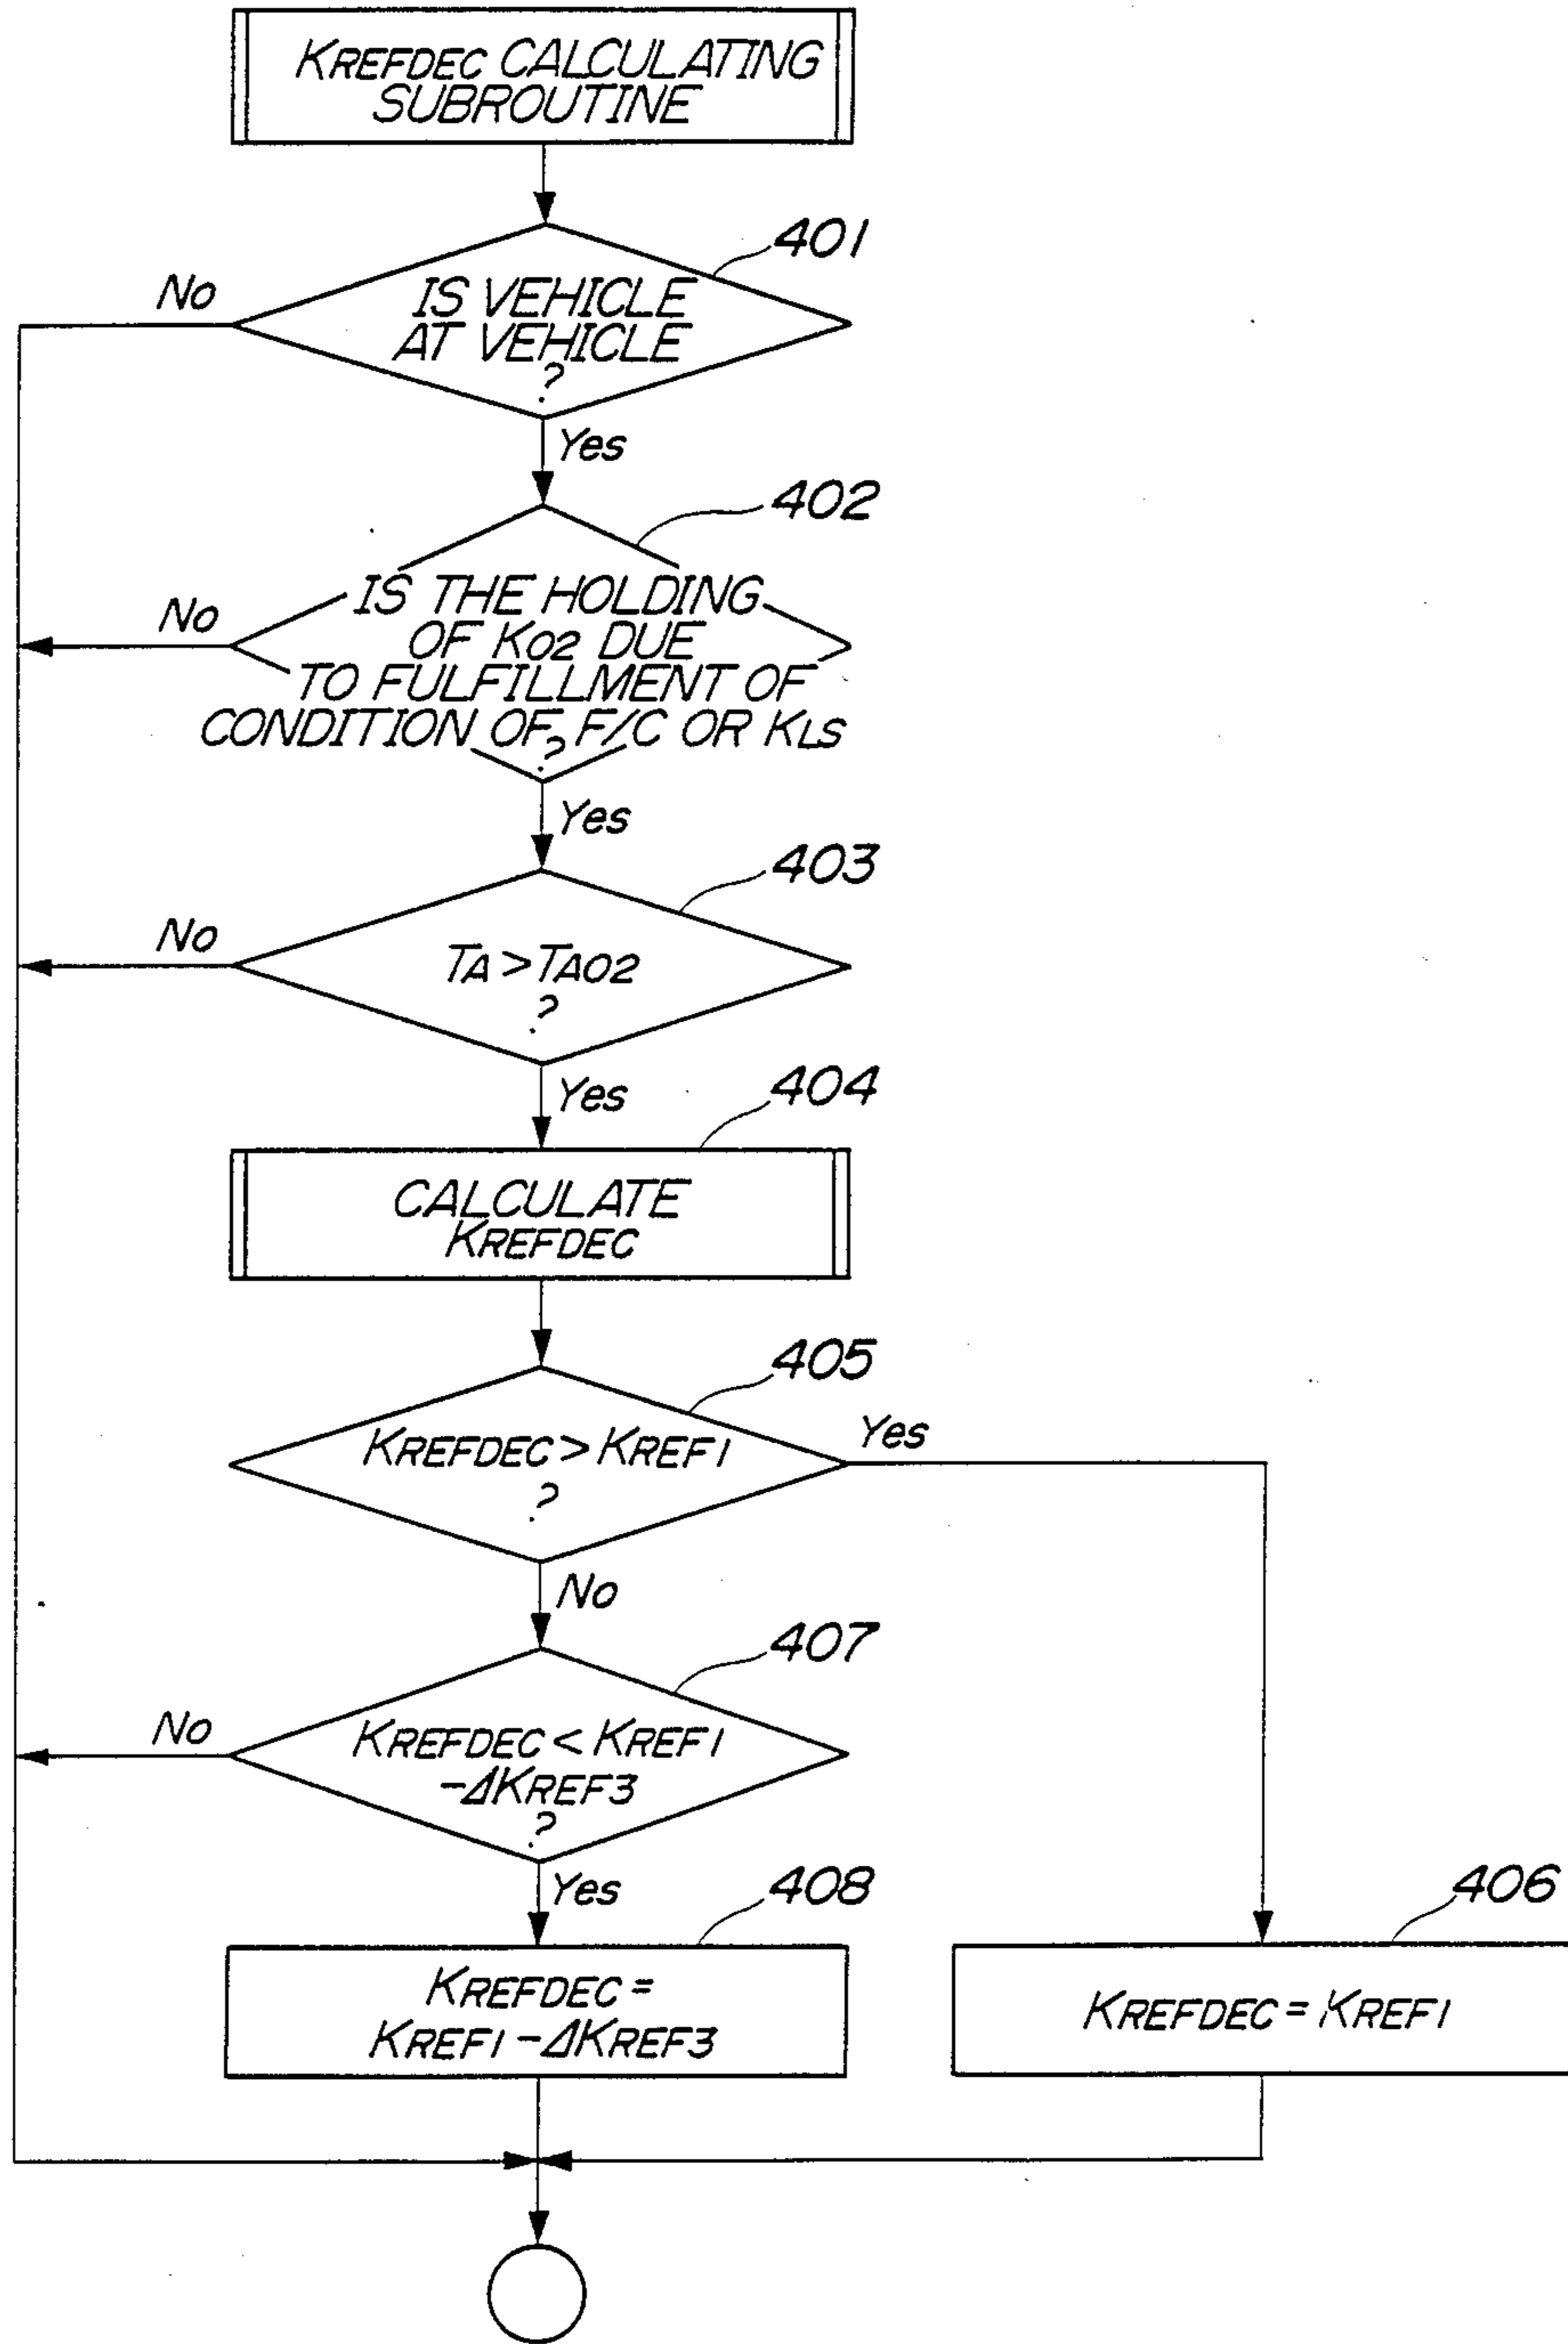 KREFDEC CALCULATING
SUBROUTINE
401
No
IS VEHICLE
AT VEHICLE
?
Yes
402
No
IS THE HOLDING
OF KO2 DUE
TO FULFILLMENT OF
CONDITION OF F/C OR KLS
?
Yes
403
No
TA>TAO2
?
Yes
404
CALCULATE
KREFDEC
405
KREFDEC>KREF1
?
Yes
No
407
No
KREFDEC<KREF1
-ΔKREF3
?
Yes
408
KREFDEC=
KREF1-ΔKREF3
406
KREFDEC=KREF1